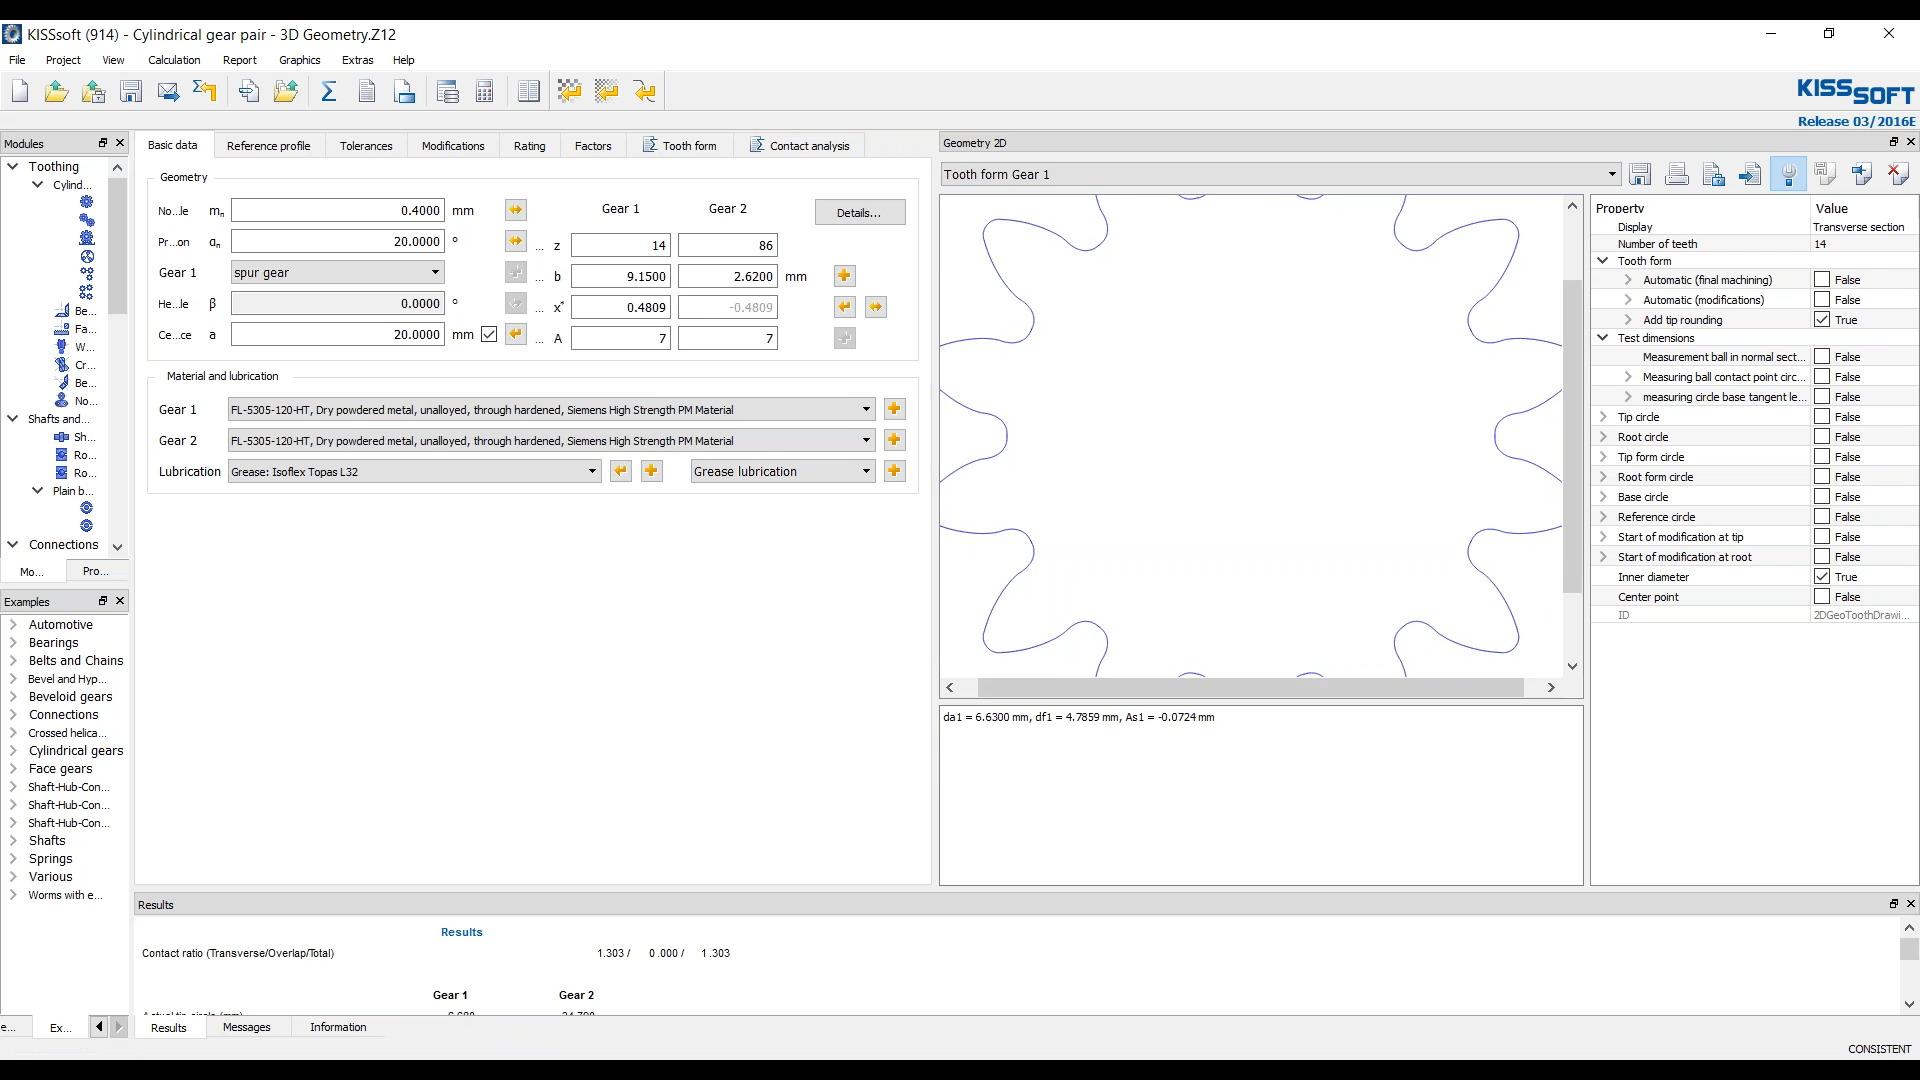 KISSsoft (914) - Cylindrical gear pair - 3D Geometry.Z12
File Project View Calculation Report Graphics Extras Help
KISSSOFT
Release 03/2016E
Modules
Toothing
Cylind...
Be...
Fa...
W...
Cr...
Be...
No...
Shafts and...
Sh...
Ro...
Ro...
Plain b...
Connections
Mo... Pro...
Examples
Automotive
Bearings
Belts and Chains
Bevel and Hyp...
Beveloid gears
Connections
Crossed helica...
Cylindrical gears
Face gears
Shaft-Hub-Con...
Shaft-Hub-Con...
Shaft-Hub-Con...
Shafts
Springs
Various
Worms with e...
e... Ex...
Basic data Reference profile Tolerances Modifications Rating Factors Tooth form Contact analysis
Geometry
Gear 1 Gear 2 Details...
No...le mn 0.4000 mm
Pr...on αn 20.0000 ° ... z 14 86
Gear 1 spur gear ... b 9.1500 2.6200 mm
He...le β 0.0000 ° ... x* 0.4809 -0.4809
Ce...ce a 20.0000 mm ... A 7 7
Material and lubrication
Gear 1 FL-5305-120-HT, Dry powdered metal, unalloyed, through hardened, Siemens High Strength PM Material
Gear 2 FL-5305-120-HT, Dry powdered metal, unalloyed, through hardened, Siemens High Strength PM Material
Lubrication Grease: Isoflex Topas L32 Grease lubrication
Geometry 2D
Tooth form Gear 1
da1 = 6.6300 mm, df1 = 4.7859 mm, As1 = -0.0724 mm
Property Value
Display Transverse section
Number of teeth 14
Tooth form
Automatic (final machining) False
Automatic (modifications) False
Add tip rounding True
Test dimensions
Measurement ball in normal sect... False
Measuring ball contact point circ... False
measuring circle base tangent le... False
Tip circle False
Root circle False
Tip form circle False
Root form circle False
Base circle False
Reference circle False
Start of modification at tip False
Start of modification at root False
Inner diameter True
Center point False
ID 2DGeoToothDrawi...
Results
Results
Contact ratio (Transverse/Overlap/Total) 1.303 / 0.000 / 1.303
Gear 1 Gear 2
Results Messages Information
CONSISTENT